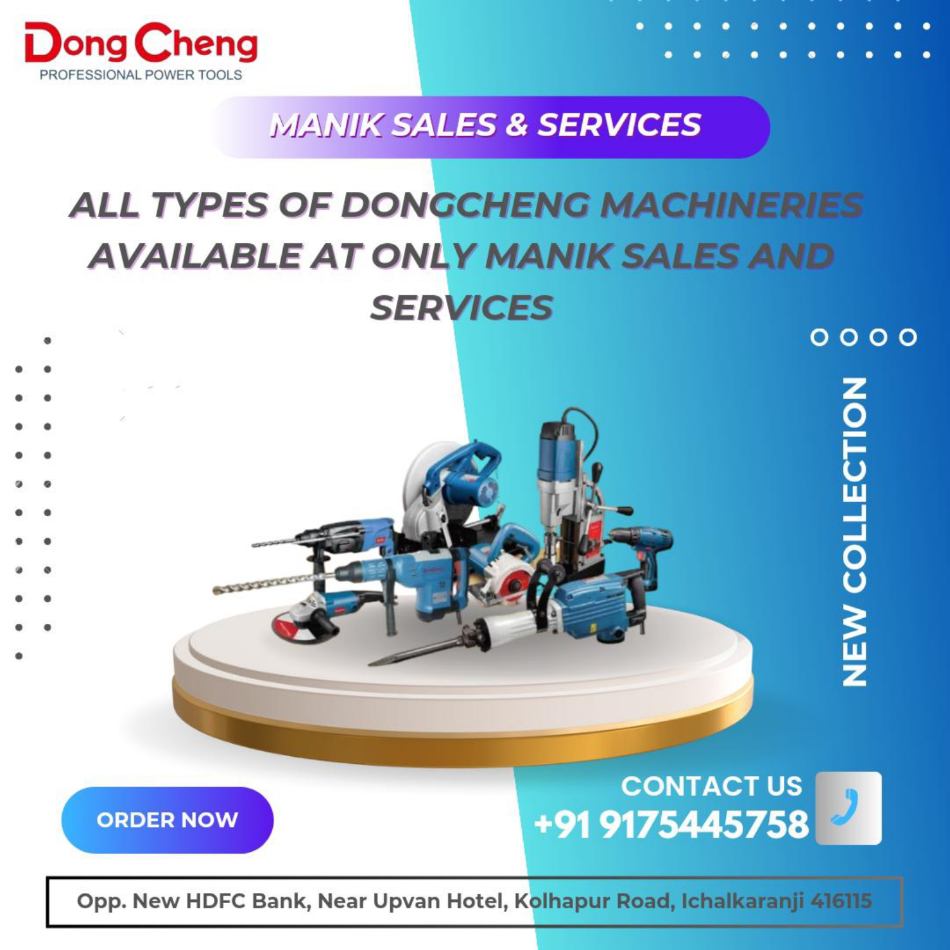 Dong Cheng
PROFESSIONAL POWER TOOLS
MANIK SALES & SERVICES
ALL TYPES OF DONGCHENG MACHINERIES
AVAILABLE AT ONLY MANIK SALES AND
SERVICES
NEW COLLECTION
CONTACT US
+91 9175445758
ORDER NOW
Opp. New HDFC Bank, Near Upvan Hotel, Kolhapur Road, Ichalkaranji 416115